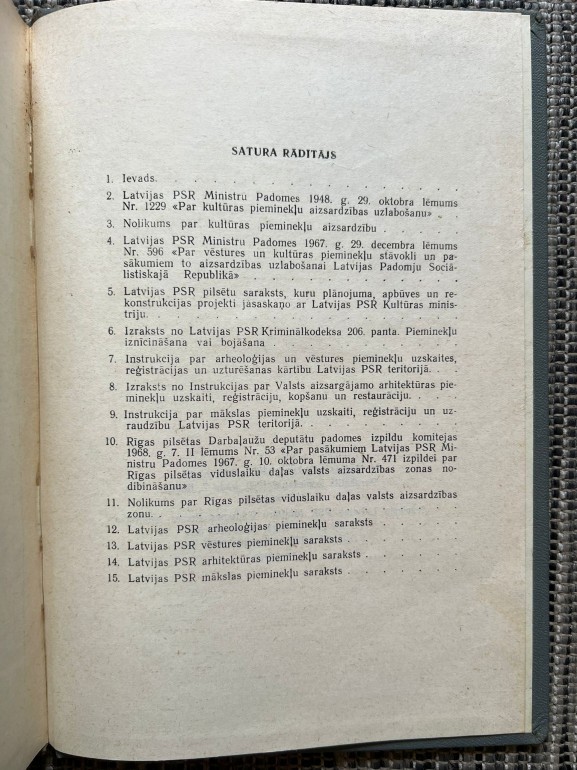 SATURA RĀDĪTĀJS
1. Ievads. . . . . . . . . . . . . . . . .
2. Latvijas PSR Ministru Padomes 1948. g. 29. oktobra lēmums
Nr. 1229 «Par kultūras pieminekļu aizsardzības uzlabošanu» . .
3. Nolikums par kultūras pieminekļu aizsardzību . . . . . .
4. Latvijas PSR Ministru Padomes 1967. g. 29. decembra lēmums
Nr. 596 «Par vēstures un kultūras pieminekļu stāvokli un pa-
sākumiem to aizsardzības uzlabošanai Latvijas Padomju Sociā-
listiskajā Republikā» . . . . . . . . . . . . .
5. Latvijas PSR pilsētu saraksts, kuru plānojuma, apbūves un re-
konstrukcijas projekti jāsaskaņo ar Latvijas PSR Kultūras minis-
triju. . . . . . . . . . . . . . . . . .
6. Izraksts no Latvijas PSR Kriminālkodeksa 206. panta. Pieminekļu
iznīcināšana vai bojāšana . . . . . . . . . . .
7. Instrukcija par arheoloģijas un vēstures pieminekļu uzskaites,
reģistrācijas un uzturēšanas kārtību Latvijas PSR teritorijā. . .
8. Izraksts no Instrukcijas par Valsts aizsargājamo arhitektūras pie-
minekļu uzskaiti, reģistrāciju, kopšanu un restaurāciju. . . .
9. Instrukcija par mākslas pieminekļu uzskaiti, reģistrāciju un uz-
raudzību Latvijas PSR teritorijā. . . . . . . . .
10. Rīgas pilsētas Darbaļaužu deputātu padomes izpildu komitejas
1968. g. 7. II lēmums Nr. 53 «Par pasākumiem Latvijas PSR Mi-
nistru Padomes 1967. g. 10. oktobra lēmuma Nr. 471 izpildei par
Rīgas pilsētas viduslaiku daļas valsts aizsardzības zonas no-
dibināšanu» . . . . . . . . . . . . . .
11. Nolikums par Rīgas pilsētas viduslaiku daļas valsts aizsardzības
zonu. . . . . . . . . . . . . . . . .
12. Latvijas PSR arheoloģijas pieminekļu saraksts . . . . . .
13. Latvijas PSR vēstures pieminekļu saraksts . . . . . . .
14. Latvijas PSR arhitektūras pieminekļu saraksts . . . . . .
15. Latvijas PSR mākslas pieminekļu saraksts . . . . . . .